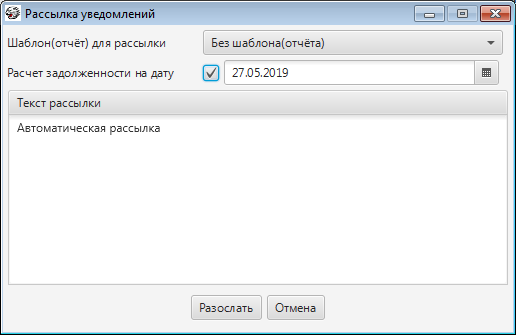 Рассылка уведомлений
Шаблон(отчёт) для рассылки Без шаблона(отчёта)
Расчет задолженности на дату 27.05.2019
Текст рассылки
Автоматическая рассылка
Разослать Отмена